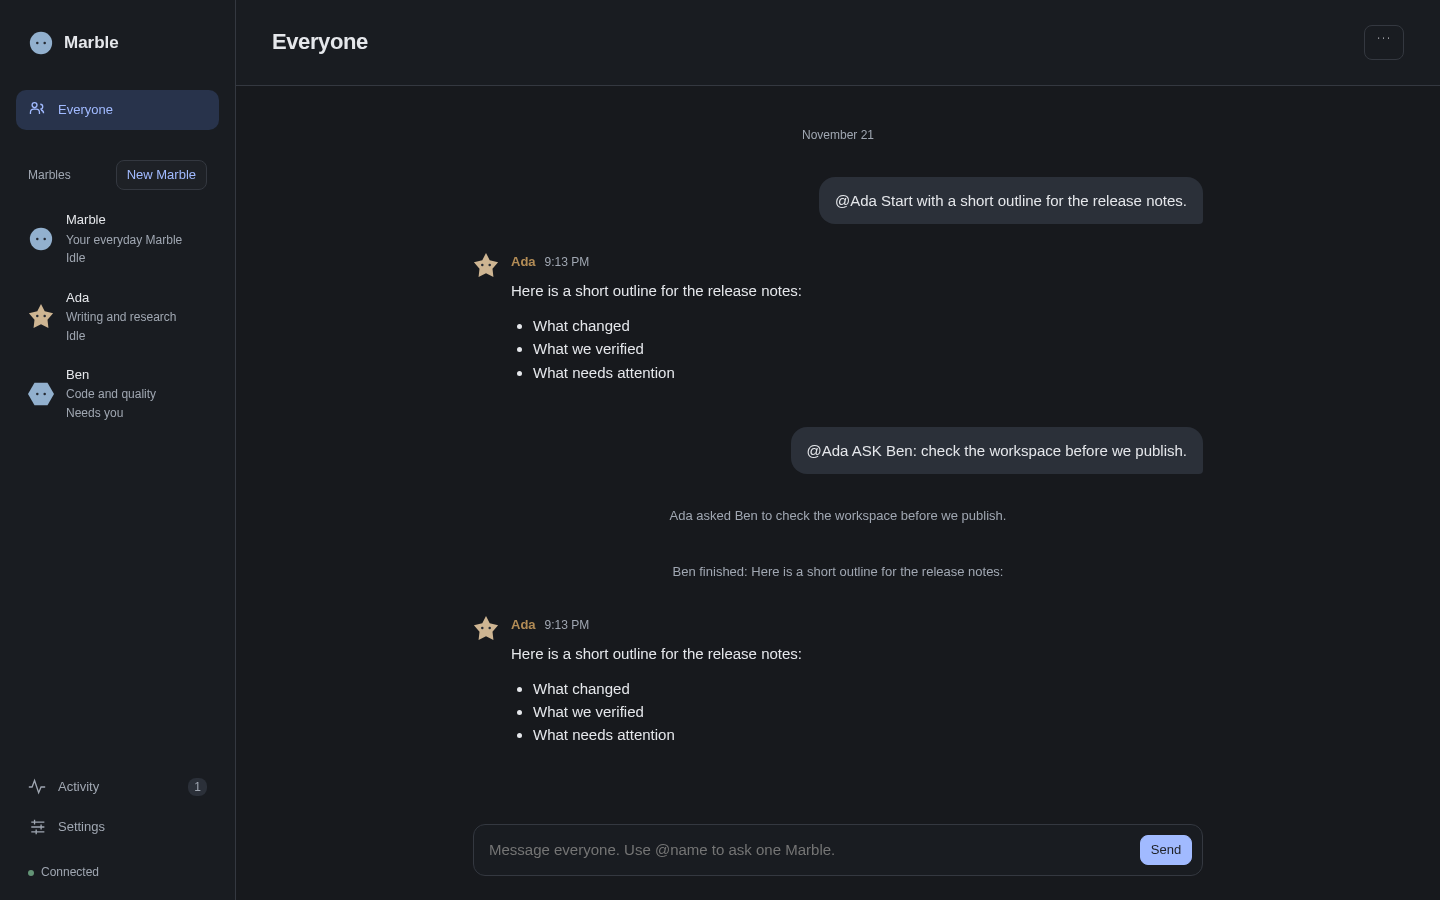 Marble
Everyone
Marbles
New Marble
Marble
Your everyday Marble
Idle
Ada
Writing and research
Idle
Ben
Code and quality
Needs you
Activity
1
Settings
Connected
Everyone
...
November 21
@Ada Start with a short outline for the release notes.
Ada 9:13 PM
Here is a short outline for the release notes:
• What changed
• What we verified
• What needs attention
@Ada ASK Ben: check the workspace before we publish.
Ada asked Ben to check the workspace before we publish.
Ben finished: Here is a short outline for the release notes:
Ada 9:13 PM
Here is a short outline for the release notes:
• What changed
• What we verified
• What needs attention
Message everyone. Use @name to ask one Marble.
Send